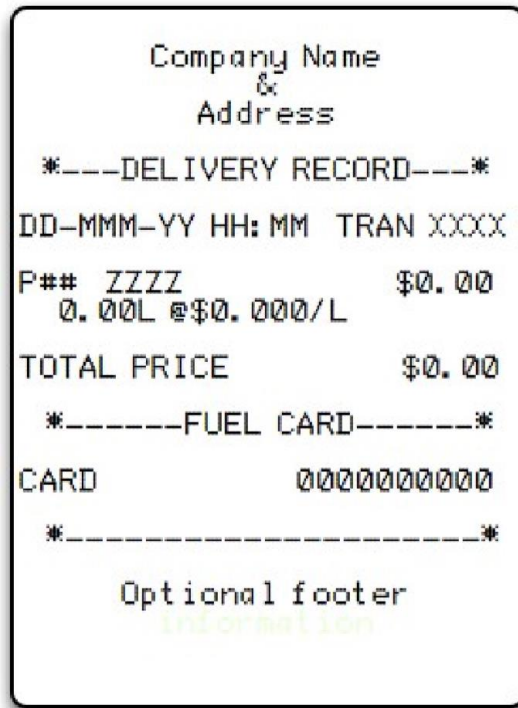 Company Name
&
Address
*---DELIVERY RECORD---*
DD-MMM-YY HH:MM TRAN XXXX
P## ZZZZ $0.00
0.00L @$0.000/L
TOTAL PRICE $0.00
*------FUEL CARD------*
CARD 0000000000
*--------------------*
Optional footer
information